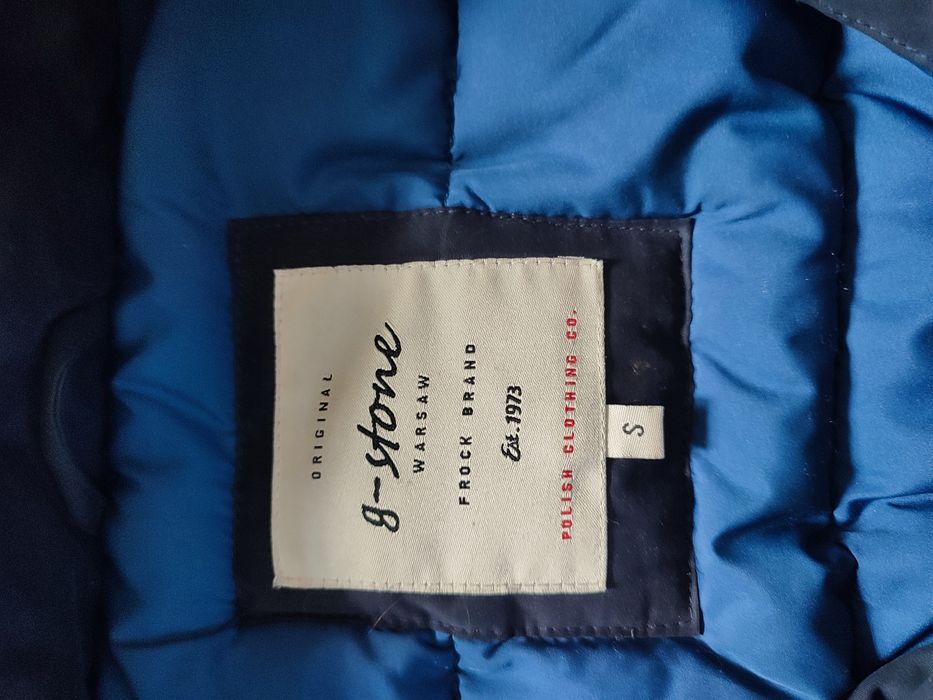 ORIGINAL
g-stone
WARSAW
FROCK BRAND
Est. 1973
POLISH CLOTHING CO.
S